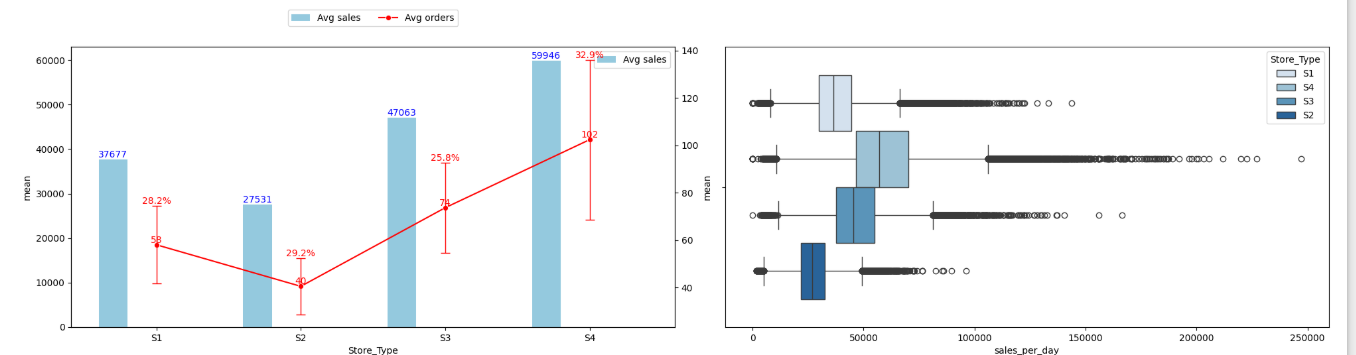 Avg sales
Avg orders
59946
32.9%
Avg sales
60000
50000
40000
30000
20000
10000
0
mean
37677
27531
47063
28.2%
29.2%
25.8%
58
40
74
102
140
120
100
80
60
40
mean
S1
S2
S3
S4
Store_Type
Store_Type
S1
S4
S3
S2
0
50000
100000
150000
200000
250000
sales_per_day